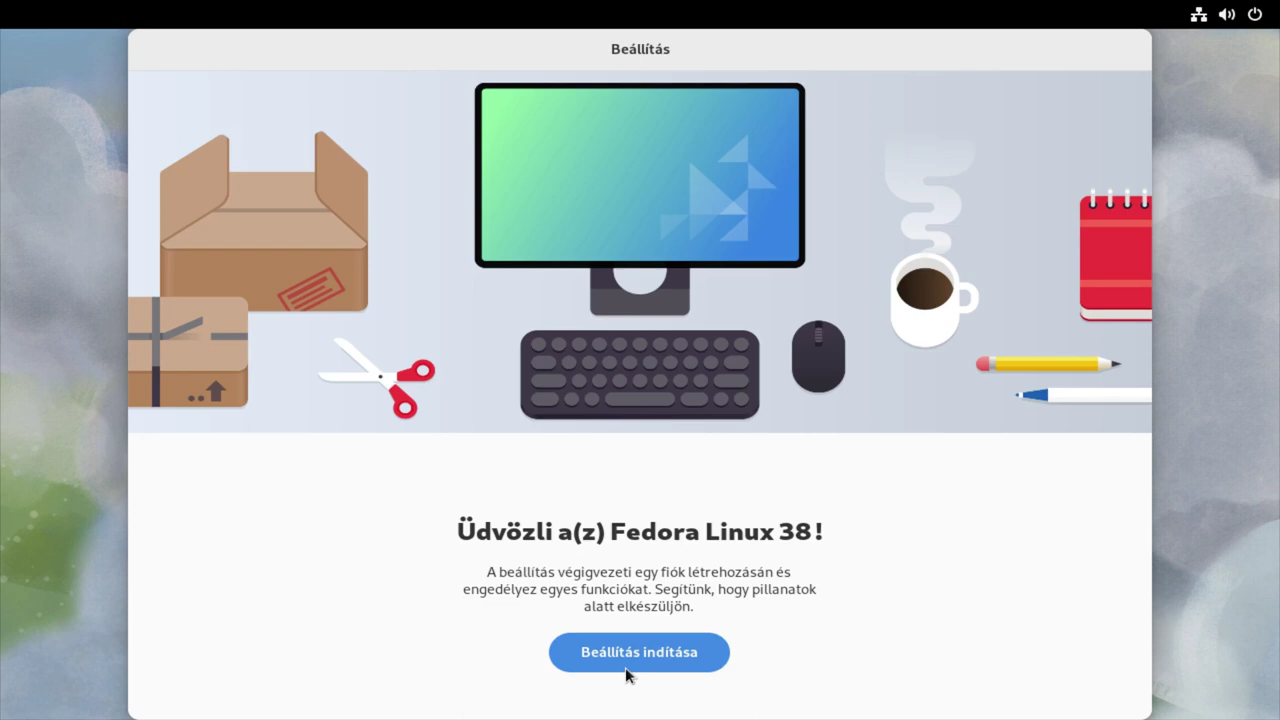 Beállítás
Üdvözli a(z) Fedora Linux 38!
A beállítás végigvezeti egy fiók létrehozásán és
engedélyez egyes funkciókat. Segítünk, hogy pillanatok
alatt elkészüljön.
Beállítás indítása